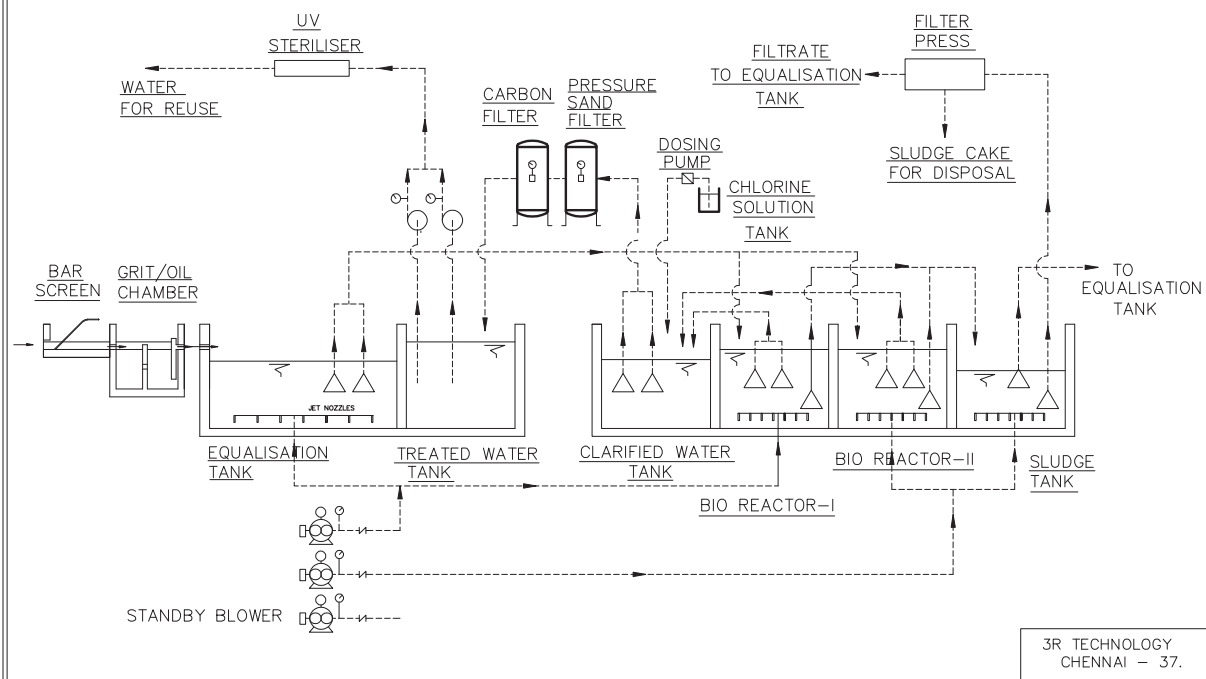 UV
STERILISER
WATER
FOR REUSE
FILTER
PRESS
FILTRATE
TO EQUALISATION
TANK
SLUDGE CAKE
FOR DISPOSAL
CARBON
FILTER
PRESSURE
SAND
FILTER
DOSING
PUMP
CHLORINE
SOLUTION
TANK
BAR
SCREEN
GRIT/OIL
CHAMBER
TO
EQUALISATION
TANK
JET NOZZLES
EQUALISATION
TANK
TREATED WATER
TANK
CLARIFIED WATER
TANK
BIO REACTOR-I
BIO REACTOR-II
SLUDGE
TANK
STANDBY BLOWER
3R TECHNOLOGY
CHENNAI - 37.